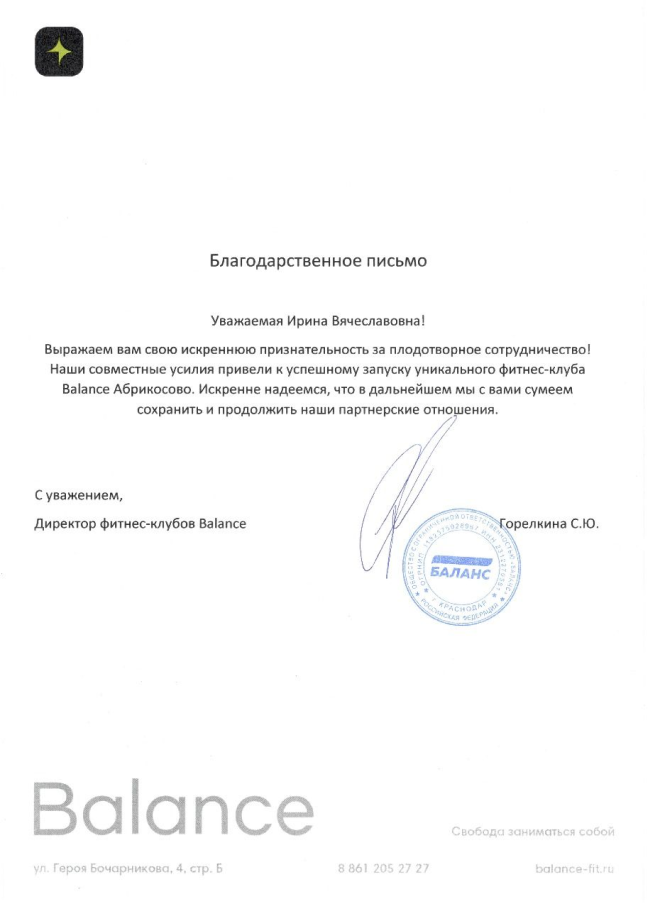 Благодарственное письмо
Уважаемая Ирина Вячеславовна!
Выражаем вам свою искреннюю признательность за плодотворное сотрудничество!
Наши совместные усилия привели к успешному запуску уникального фитнес-клуба
Balance Абрикосово. Искренне надеемся, что в дальнейшем мы с вами сумеем
сохранить и продолжить наши партнерские отношения.
С уважением,
Директор фитнес-клубов Balance
Горелкина С.Ю.
ОБЩЕСТВО С ОГРАНИЧЕННОЙ ОТВЕТСТВЕННОСТЬЮ
БАЛАНС
Г. КРАСНОДАР
РОССИЙСКАЯ ФЕДЕРАЦИЯ
Balance
Свобода заниматься собой
ул. Героя Бочарникова, 4, стр. Б
8 861 205 27 27
balance-fit.ru